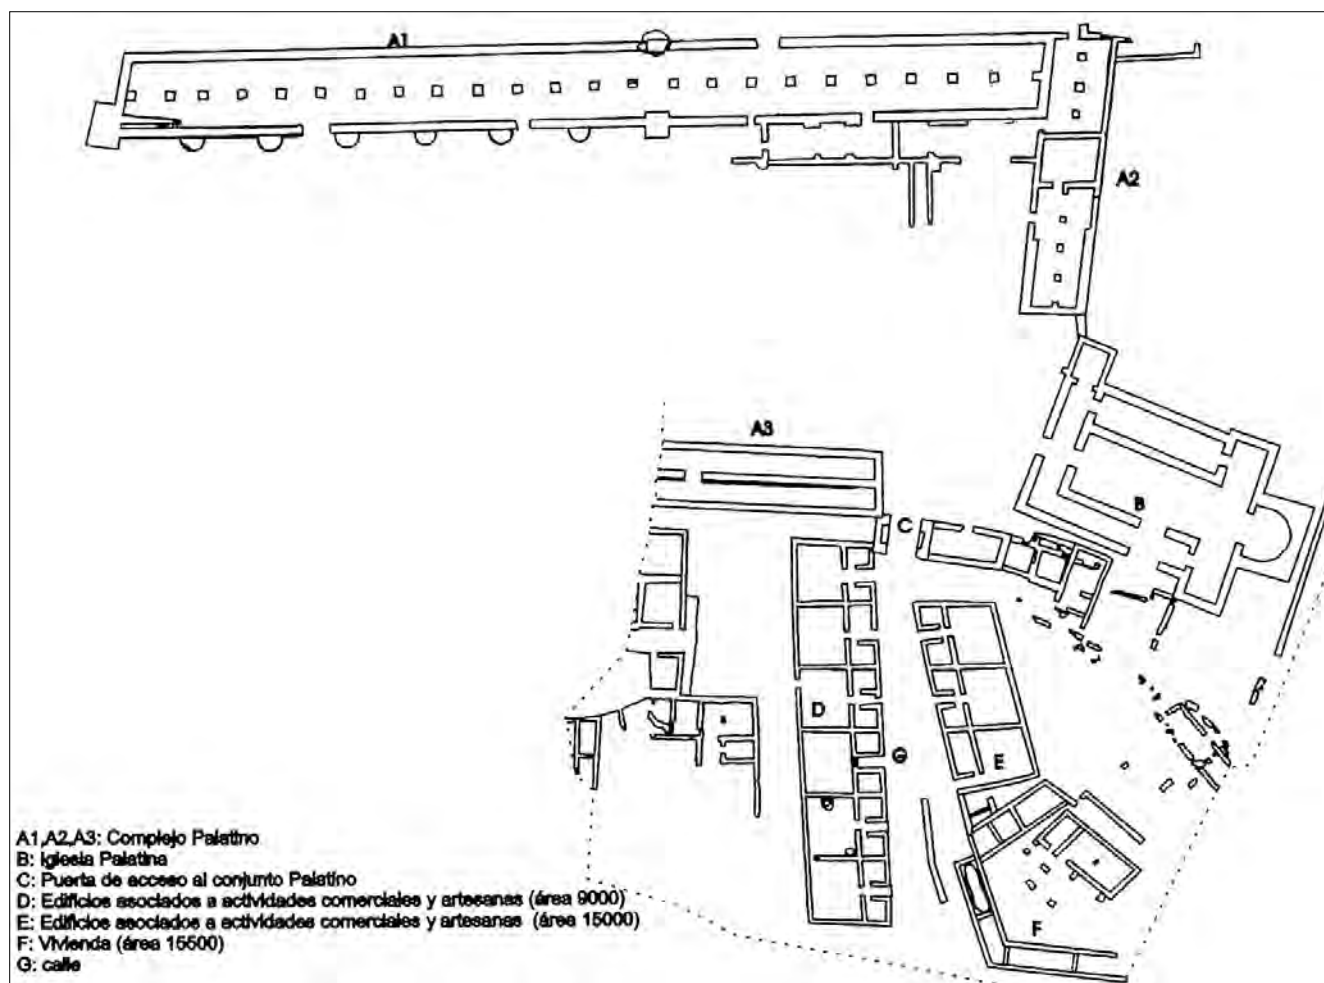 A1
A2
A3
B
C
D
G
E
F
A1,A2,A3: Complejo Palatino
B: Iglesia Palatina
C: Puerta de acceso al conjunto Palatino
D: Edificios asociados a actividades comerciales y artesanas (área 9000)
E: Edificios asociados a actividades comerciales y artesanas (área 15000)
F: Vivienda (área 15500)
G: calle